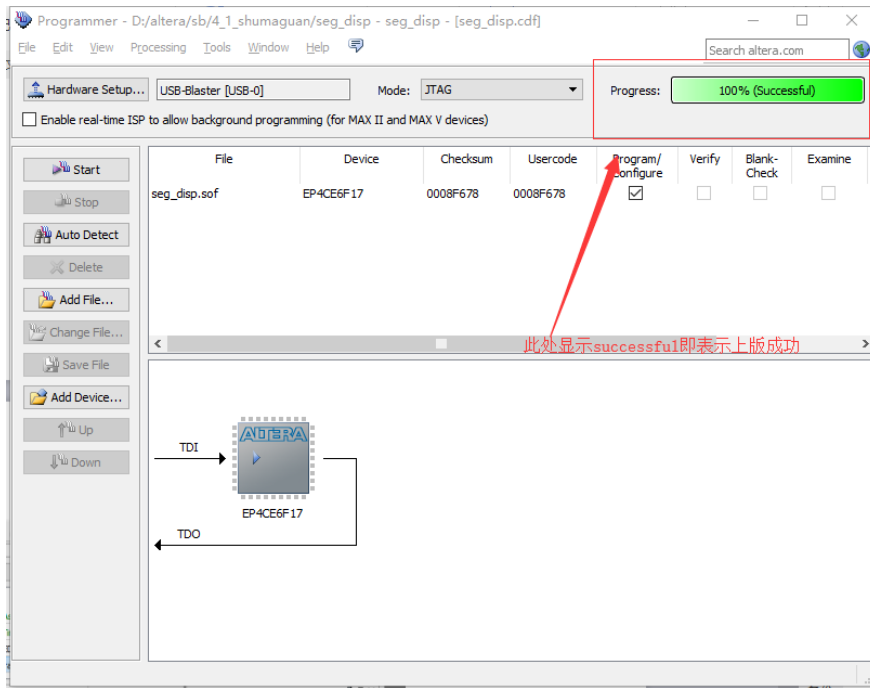 Programmer - D:/altera/sb/4_1_shumaguan/seg_disp - seg_disp - [seg_disp.cdf]
File Edit View Processing Tools Window Help
Search altera.com
Hardware Setup... USB-Blaster [USB-0] Mode: JTAG Progress: 100% (Successful)
Enable real-time ISP to allow background programming (for MAX II and MAX V devices)
Start
Stop
Auto Detect
Delete
Add File...
Change File...
Save File
Add Device...
Up
Down
File Device Checksum Usercode Program/ Verify Blank- Examine
Configure Check
seg_disp.sof EP4CE6F17 0008F678 0008F678
此处显示successful即表示上版成功
TDI
ALTERA
EP4CE6F17
TDO